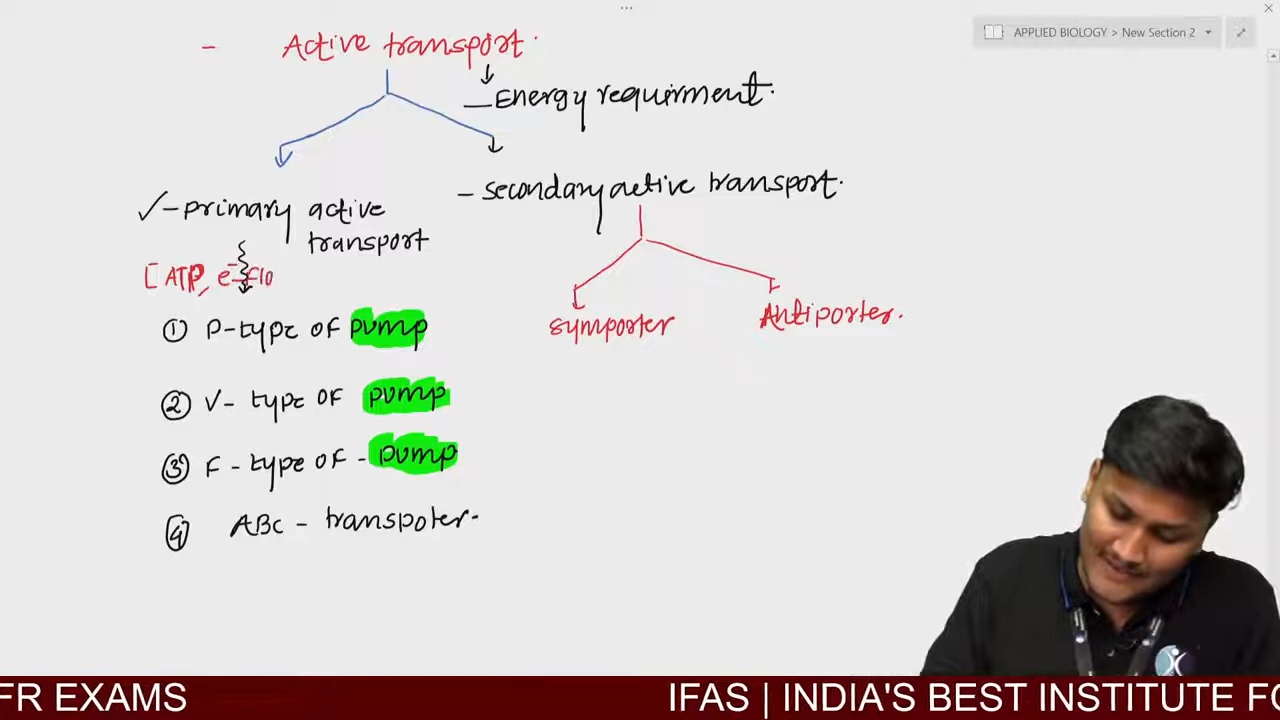 APPLIED BIOLOGY > New Section 2
- Active transport.
- Energy requirment.
✓ - primary active transport
- secondary active transport.
[ ATP, e⁻ flo
symporter
Antiporter.
① P-type of pump
② V- type of pump
③ F - type of - pump
④ ABC - transpoter.
FR EXAMS
IFAS | INDIA'S BEST INSTITUTE FO